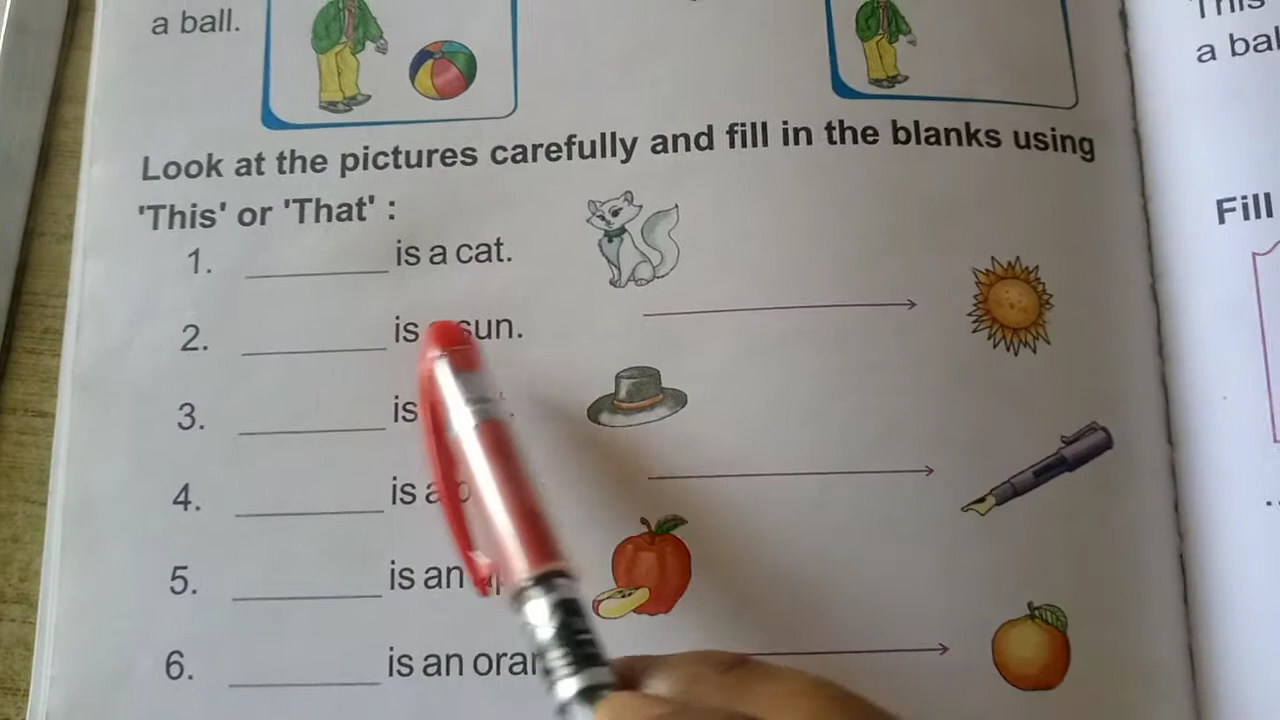 a ball.
Look at the pictures carefully and fill in the blanks using
'This' or 'That' :
1. ________ is a cat.
2. ________ is sun.
3. ________ is
4. ________ is a
5. ________ is an
6. ________ is an
This
a
Fill